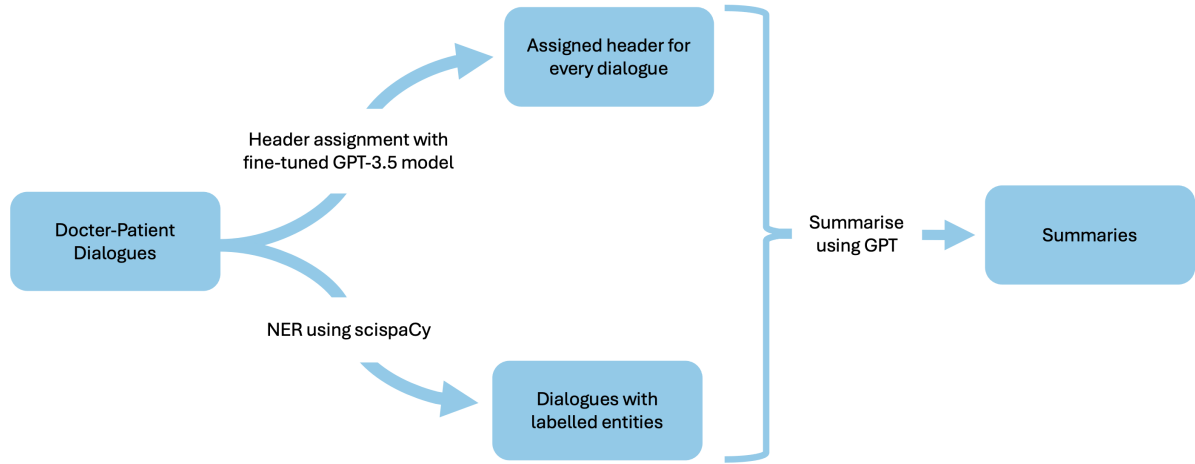 Assigned header for
every dialogue
Header assignment with
fine-tuned GPT-3.5 model
Docter-Patient
Dialogues
Summarise
using GPT
Summaries
NER using scispaCy
Dialogues with
labelled entities